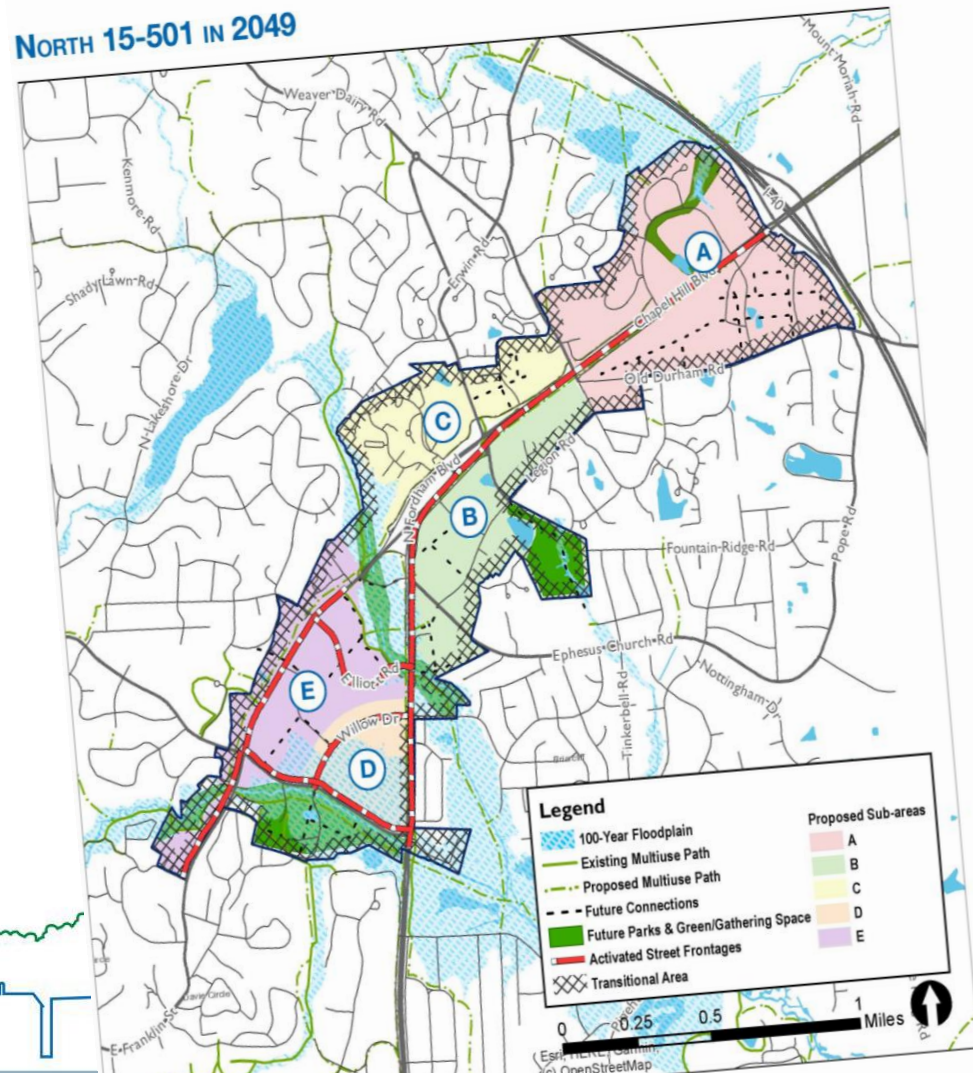 NORTH 15-501 IN 2049
Weaver Dairy Rd
Mount-Moriah-Rd
Kenmore-Rd
I-40
A
Erwin-Rd
Shady-Lawn-Rd
Chapel Hill Blvd
Old Durham Rd
N-Lakeshore-Dr
C
N-Fordham-Blvd
Legion-Rd
B
Fountain-Ridge-Rd
Pope-Rd
Ephesus Church-Rd
Elliott-Rd
E
Tinkerbell-Rd
Nottingham-Dr
Willow Dr
D
E-Franklin-St
Legend
100-Year Floodplain
Existing Multiuse Path
Proposed Multiuse Path
Future Connections
Future Parks & Green/Gathering Space
Activated Street Frontages
Transitional Area
Proposed Sub-areas
A
B
C
D
E
0 0.25 0.5 1 Miles
Esri, HERE, Garmin,
(c) OpenStreetMap